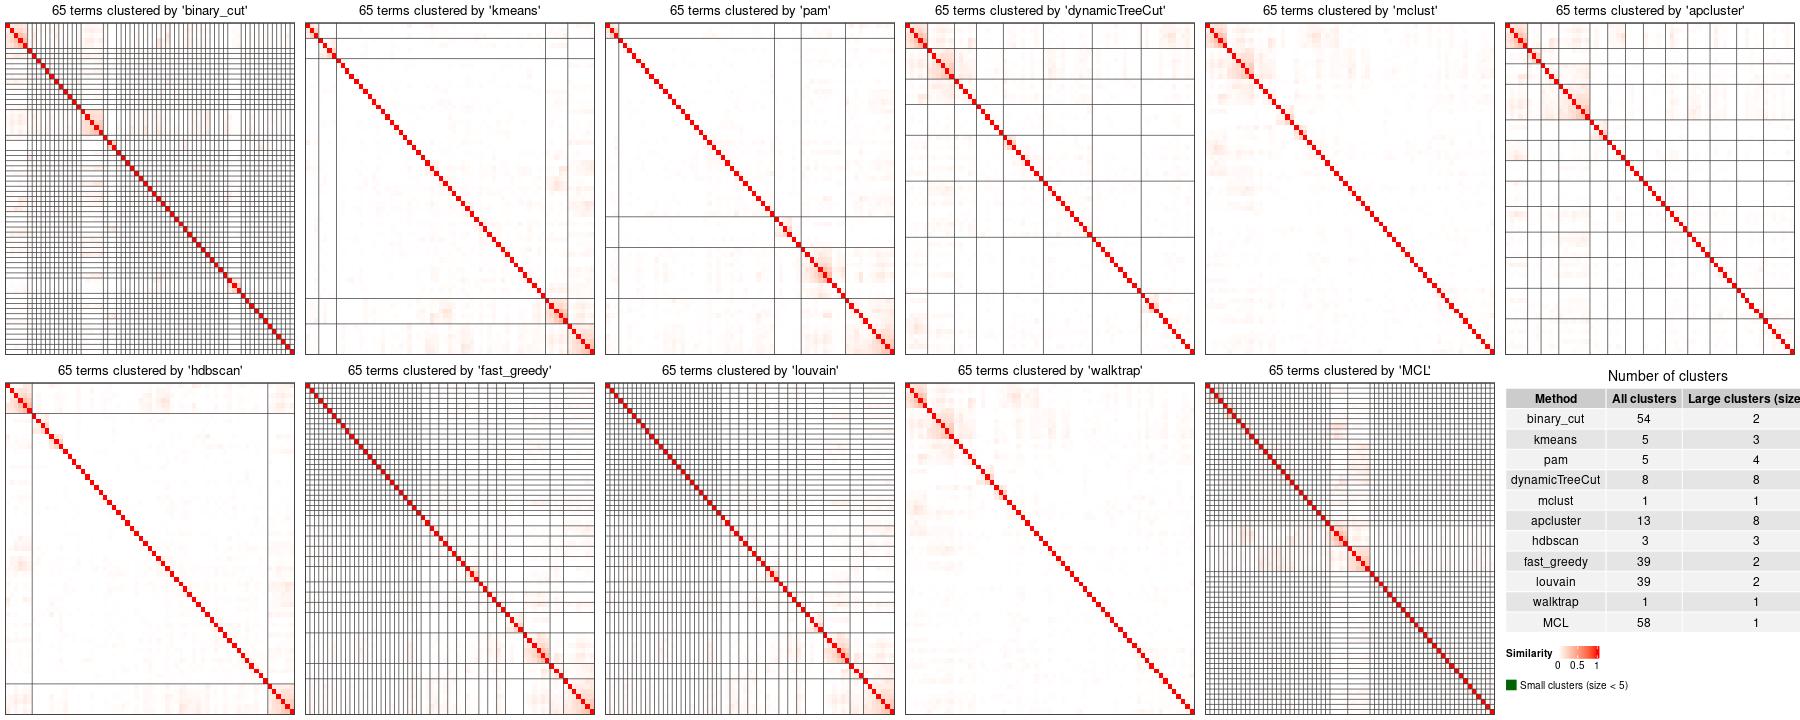 65 terms clustered by 'binary_cut'
65 terms clustered by 'kmeans'
65 terms clustered by 'pam'
65 terms clustered by 'dynamicTreeCut'
65 terms clustered by 'mclust'
65 terms clustered by 'apcluster'
65 terms clustered by 'hdbscan'
65 terms clustered by 'fast_greedy'
65 terms clustered by 'louvain'
65 terms clustered by 'walktrap'
65 terms clustered by 'MCL'
Number of clusters
Method All clusters Large clusters (size
binary_cut 54 2
kmeans 5 3
pam 5 4
dynamicTreeCut 8 8
mclust 1 1
apcluster 13 8
hdbscan 3 3
fast_greedy 39 2
louvain 39 2
walktrap 1 1
MCL 58 1
Similarity
0 0.5 1
Small clusters (size < 5)